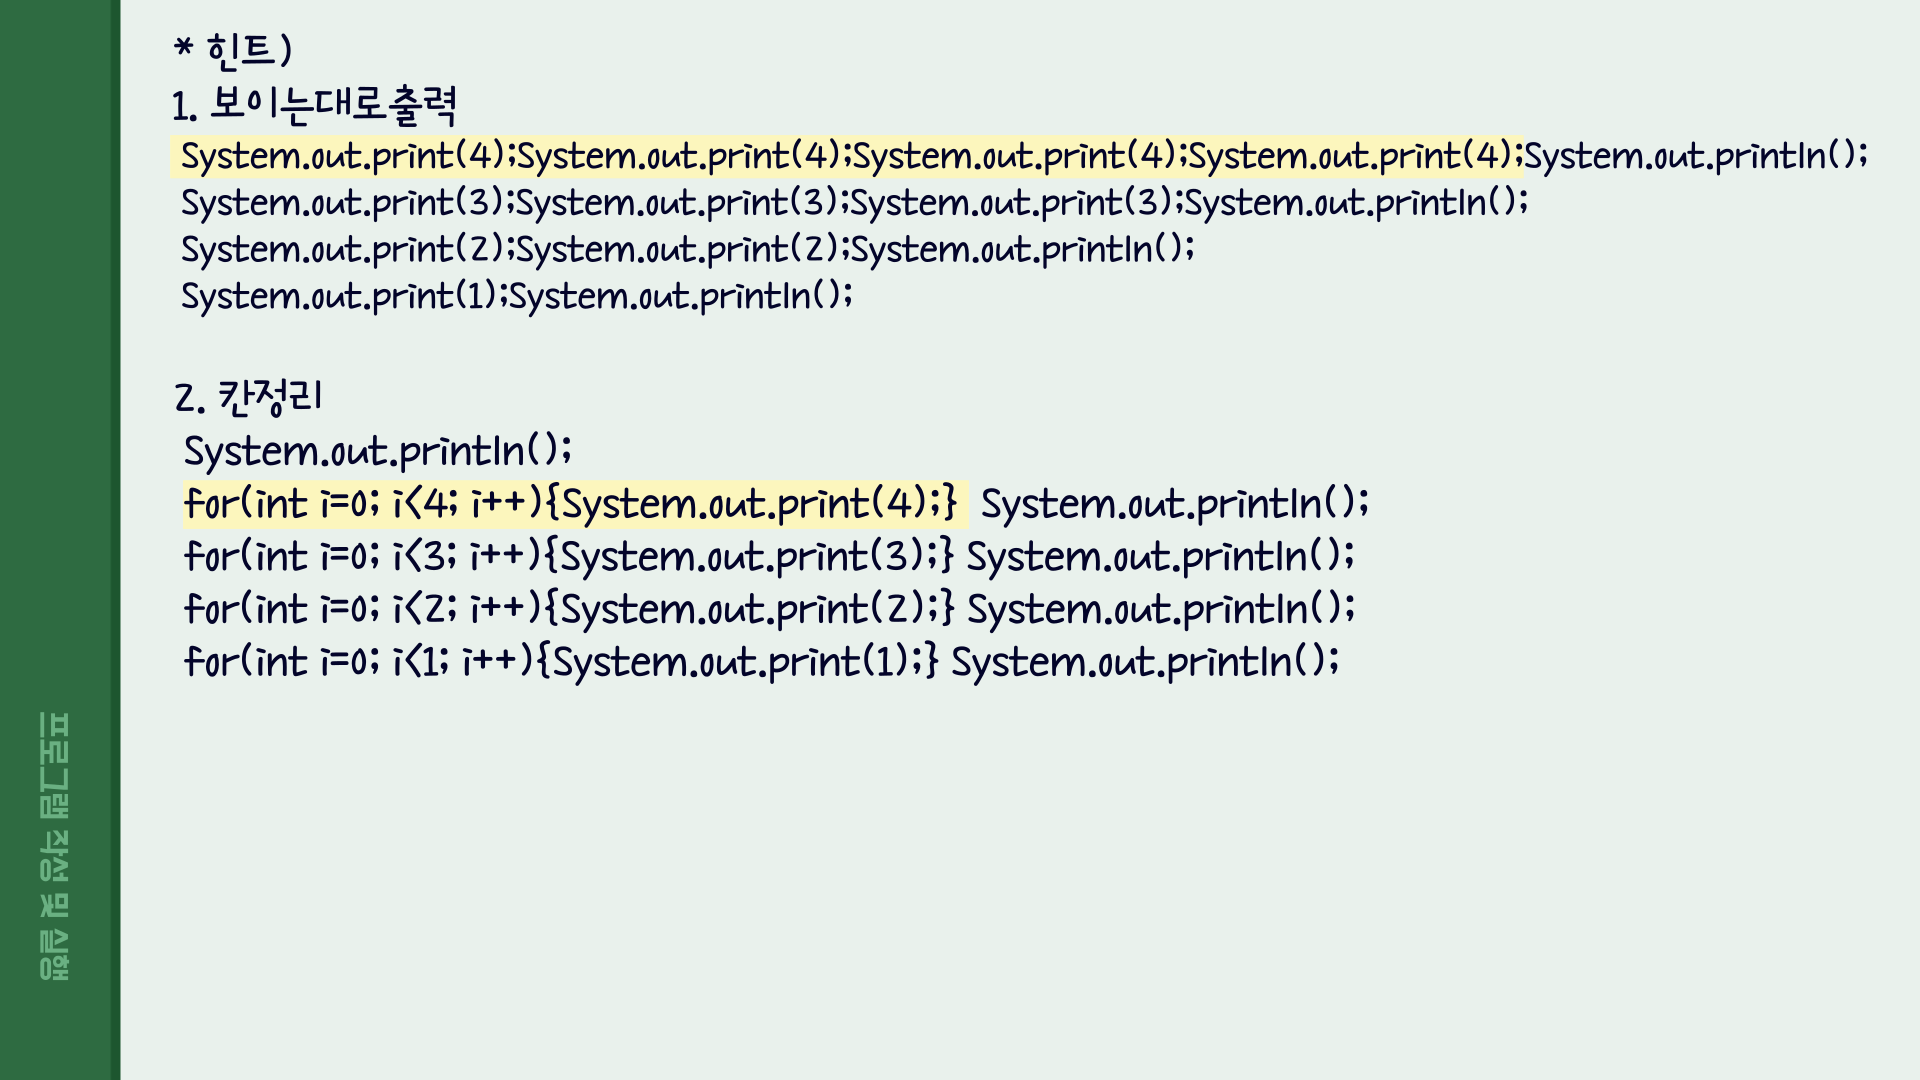 * 힌트)
1. 보이는대로출력
System.out.print(4);System.out.print(4);System.out.print(4);System.out.print(4);System.out.println();
System.out.print(3);System.out.print(3);System.out.print(3);System.out.println();
System.out.print(2);System.out.print(2);System.out.println();
System.out.print(1);System.out.println();
2. 칸정리
System.out.println();
for(int i=0; i<4; i++){System.out.print(4);} System.out.println();
for(int i=0; i<3; i++){System.out.print(3);} System.out.println();
for(int i=0; i<2; i++){System.out.print(2);} System.out.println();
for(int i=0; i<1; i++){System.out.print(1);} System.out.println();
프로그램 작성 및 실행